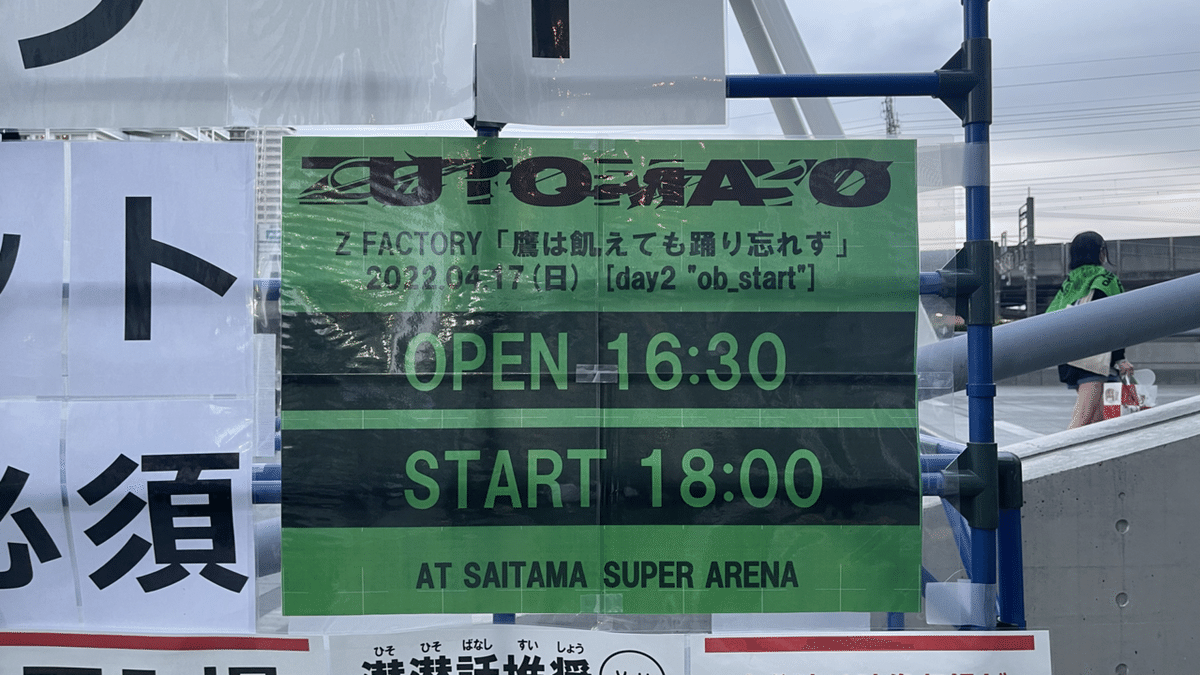 ZUTOMAYO
Z FACTORY「鷹は飢えても踊り忘れず」
2022.04.17(日) [day2 "ob_start"]
OPEN 16:30
START 18:00
AT SAITAMA SUPER ARENA
ト
必須
ひそ ひそ ばなし すい しょう
潜潜話推奨